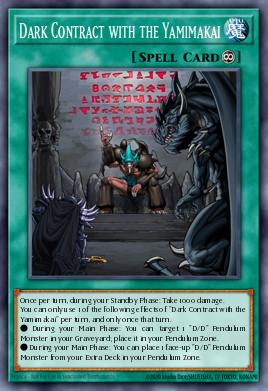 DARK CONTRACT WITH THE YAMIMAKAI
魔
[SPELL CARD]
Once per turn, during your Standby Phase: Take 1000 damage.
You can only use 1 of the following effects of "Dark Contract with the
Yamimakai" per turn, and only once that turn.
● During your Main Phase: You can target 1 "D/D" Pendulum
Monster in your Graveyard; place it in your Pendulum Zone.
● During your Main Phase: You can place 1 face-up "D/D" Pendulum
Monster from your Extra Deck in your Pendulum Zone.